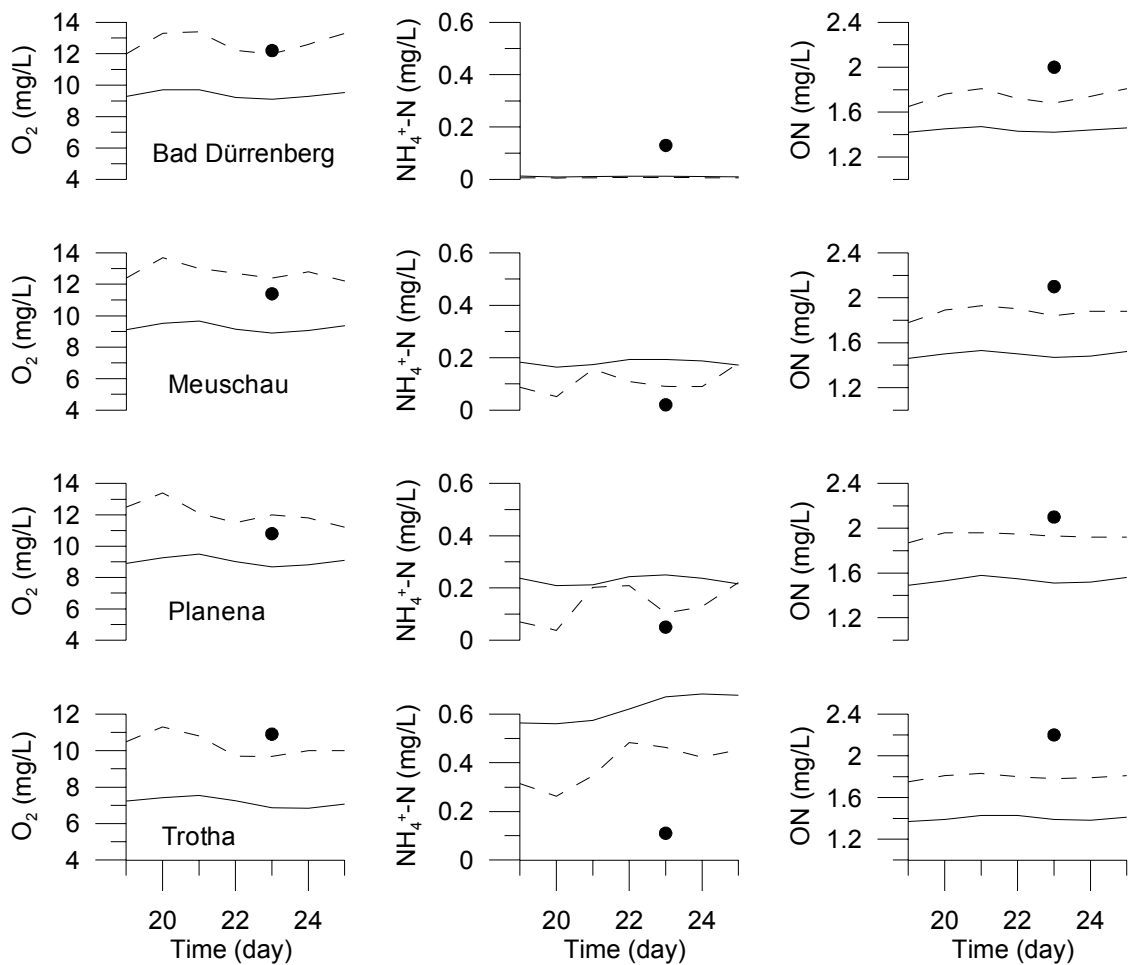 O₂ (mg/L)
14
12
10
8
6
4
Bad Dürrenberg
NH₄⁺-N (mg/L)
0.6
0.4
0.2
0
ON (mg/L)
2.4
2
1.6
1.2
O₂ (mg/L)
14
12
10
8
6
4
Meuschau
NH₄⁺-N (mg/L)
0.6
0.4
0.2
0
ON (mg/L)
2.4
2
1.6
1.2
O₂ (mg/L)
14
12
10
8
6
4
Planena
NH₄⁺-N (mg/L)
0.6
0.4
0.2
0
ON (mg/L)
2.4
2
1.6
1.2
O₂ (mg/L)
12
10
8
6
4
Trotha
20 22 24
Time (day)
NH₄⁺-N (mg/L)
0.6
0.4
0.2
0
20 22 24
Time (day)
ON (mg/L)
2.4
2
1.6
1.2
20 22 24
Time (day)